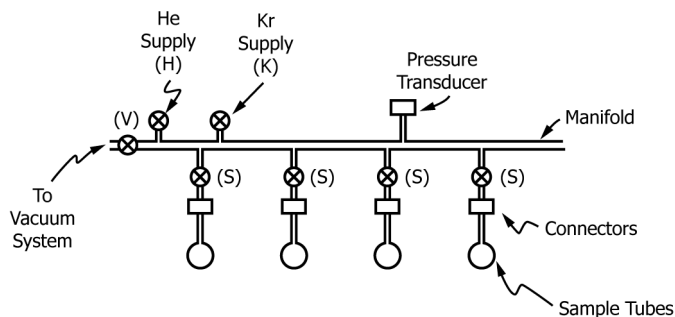 He
Supply
(H)
Kr
Supply
(K)
Pressure
Transducer
(V)
Manifold
(S)
(S)
(S)
(S)
To
Vacuum
System
Connectors
Sample Tubes